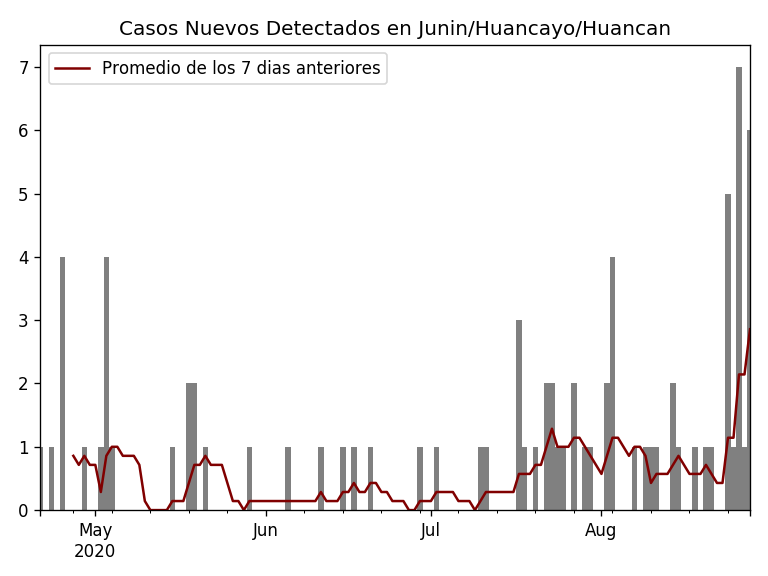 Casos Nuevos Detectados en Junin/Huancayo/Huancan
Promedio de los 7 dias anteriores
7
6
5
4
3
2
1
0
May
2020
Jun
Jul
Aug